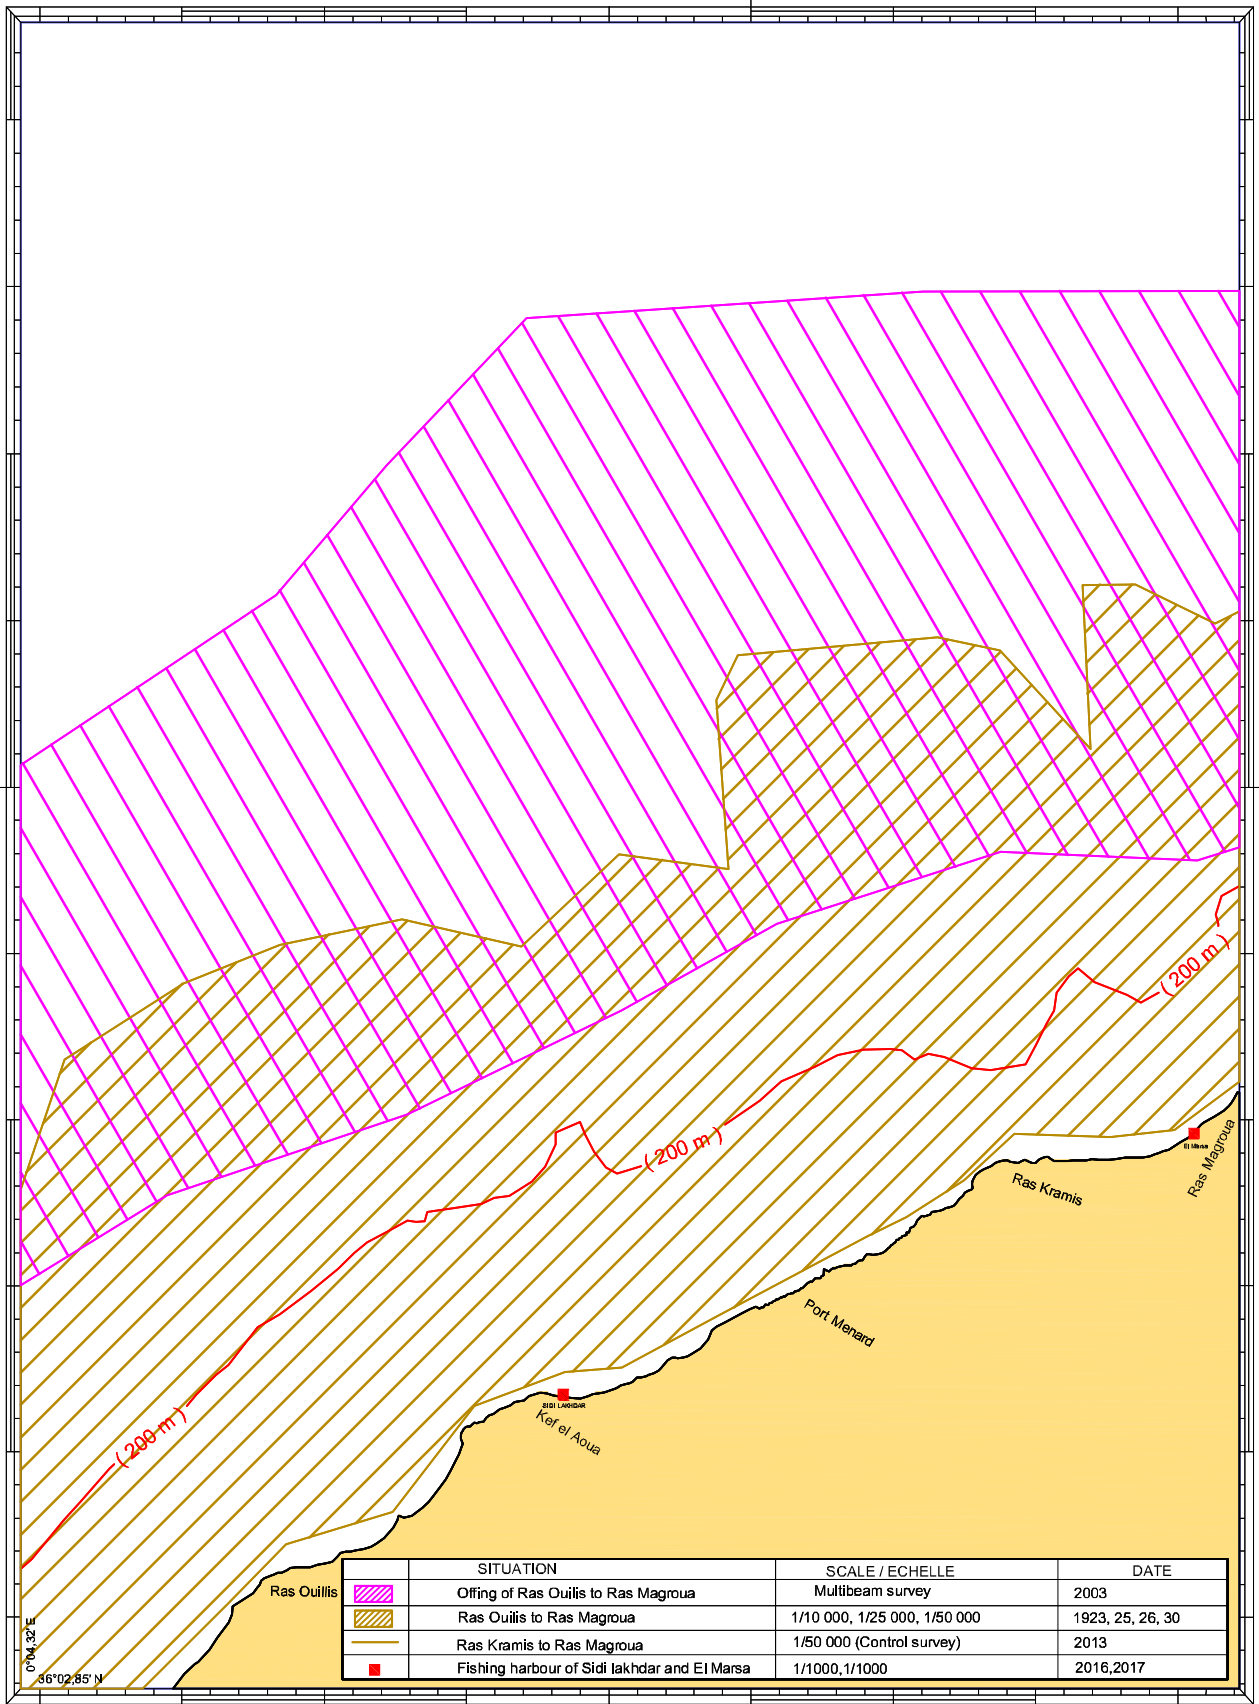 ( 200 m )
( 200 m )
El Marsa
Ras Magroua
Ras Kramis
Port Menard
SIDI LAKHDAR
Kef el Aoua
( 200 m )
Ras Ouillis
SITUATION SCALE / ECHELLE DATE
Offing of Ras Ouilis to Ras Magroua Multibeam survey 2003
Ras Ouilis to Ras Magroua 1/10 000, 1/25 000, 1/50 000 1923, 25, 26, 30
Ras Kramis to Ras Magroua 1/50 000 (Control survey) 2013
Fishing harbour of Sidi lakhdar and El Marsa 1/1000,1/1000 2016,2017
0°04,32' E
36°02,85' N